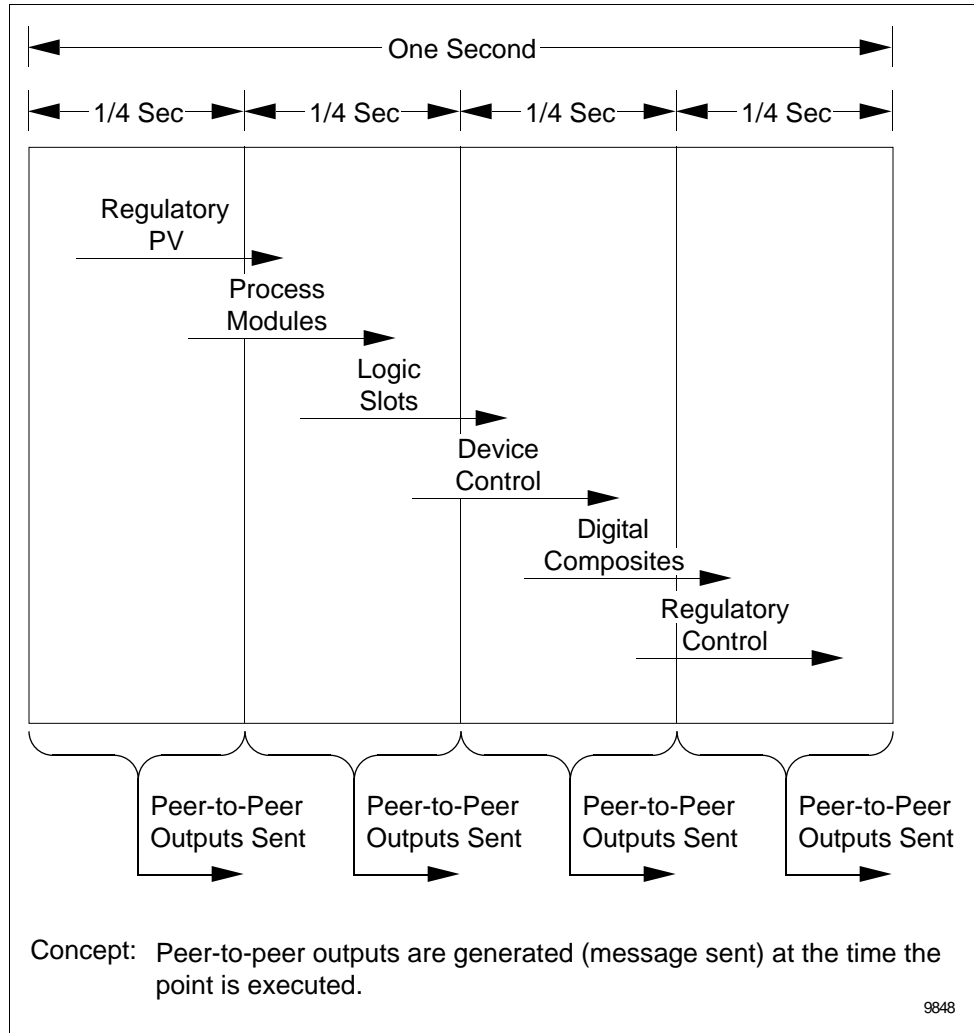 One Second
1/4 Sec 1/4 Sec 1/4 Sec 1/4 Sec
Regulatory
PV
Process
Modules
Logic
Slots
Device
Control
Digital
Composites
Regulatory
Control
Peer-to-Peer
Outputs Sent
Peer-to-Peer
Outputs Sent
Peer-to-Peer
Outputs Sent
Peer-to-Peer
Outputs Sent
Concept: Peer-to-peer outputs are generated (message sent) at the time the
point is executed.
9848